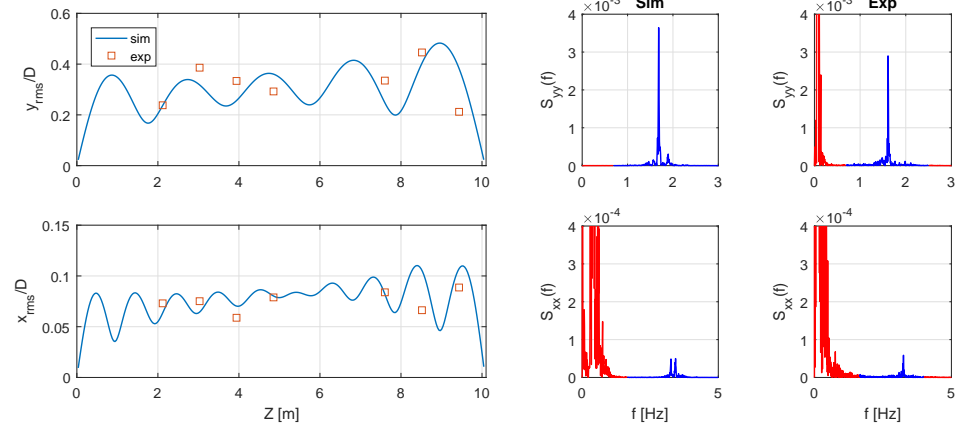 Sim
Exp
y_rms/D
0.6
0.4
0.2
0
sim
exp
0 2 4 6 8 10
S_yy(f)
×10^-3
4
3
2
1
0
0 1 2 3
S_yy(f)
×10^-3
4
3
2
1
0
0 1 2 3
x_rms/D
0.15
0.1
0.05
0
0 2 4 6 8 10
Z [m]
S_xx(f)
×10^-4
4
3
2
1
0
0 5
f [Hz]
S_xx(f)
×10^-4
4
3
2
1
0
0 5
f [Hz]